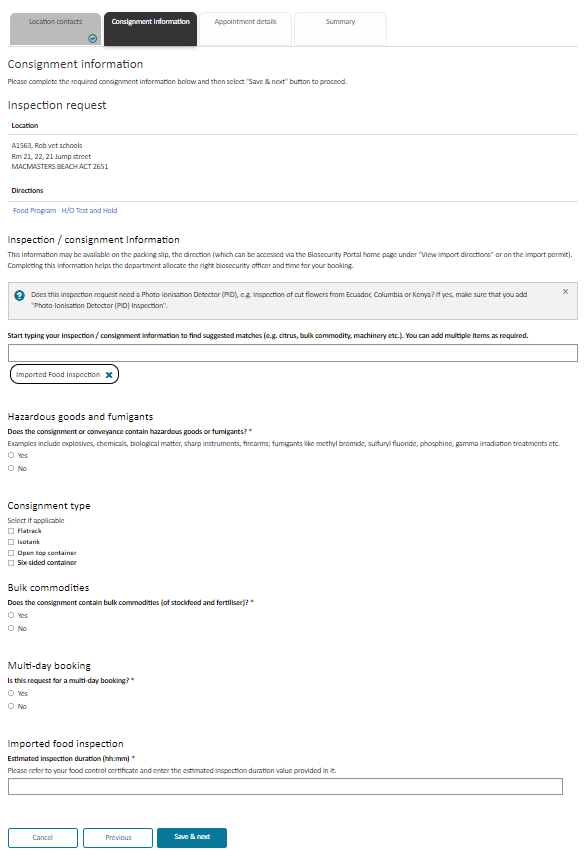 Location contacts
Consignment information
Appointment details
Summary
Consignment information
Please complete the required consignment information below and then select "Save & next" button to proceed.
Inspection request
Location
A1563, Rob vet schools
Rm 21, 22, 21 Jump street
MACMASTERS BEACH ACT 2651
Directions
Food Program - H/O Test and Hold
Inspection / consignment Information
This information may be available on the packing slip, the direction (which can be accessed via the Biosecurity Portal home page under "View import directions" or on the import permit).
Completing this information helps the department allocate the right biosecurity officer and time for your booking.
Does this inspection request need a Photo-Ionisation Detector (PID), e.g. inspection of cut flowers from Ecuador, Columbia or Kenya? If yes, make sure that you add
"Photo-Ionisation Detector (PID) Inspection".
Start typing your inspection / consignment information to find suggested matches (e.g. citrus, bulk commodity, machinery etc.). You can add multiple items as required.
Imported Food Inspection
Hazardous goods and fumigants
Does the consignment or conveyance contain hazardous goods or fumigants? *
Examples include explosives, chemicals, biological matter, sharp instruments, firearms; fumigants like methyl bromide, sulfuryl fluoride, phosphine, gamma irradiation treatments etc.
Yes
No
Consignment type
Select if applicable
Flatrack
Isotank
Open top container
Six-sided container
Bulk commodities
Does the consignment contain bulk commodities (of stockfeed and fertiliser)? *
Yes
No
Multi-day booking
Is this request for a multi-day booking? *
Yes
No
Imported food inspection
Estimated inspection duration (hh:mm) *
Please refer to your food control certificate and enter the estimated inspection duration value provided in it.
Cancel
Previous
Save & next